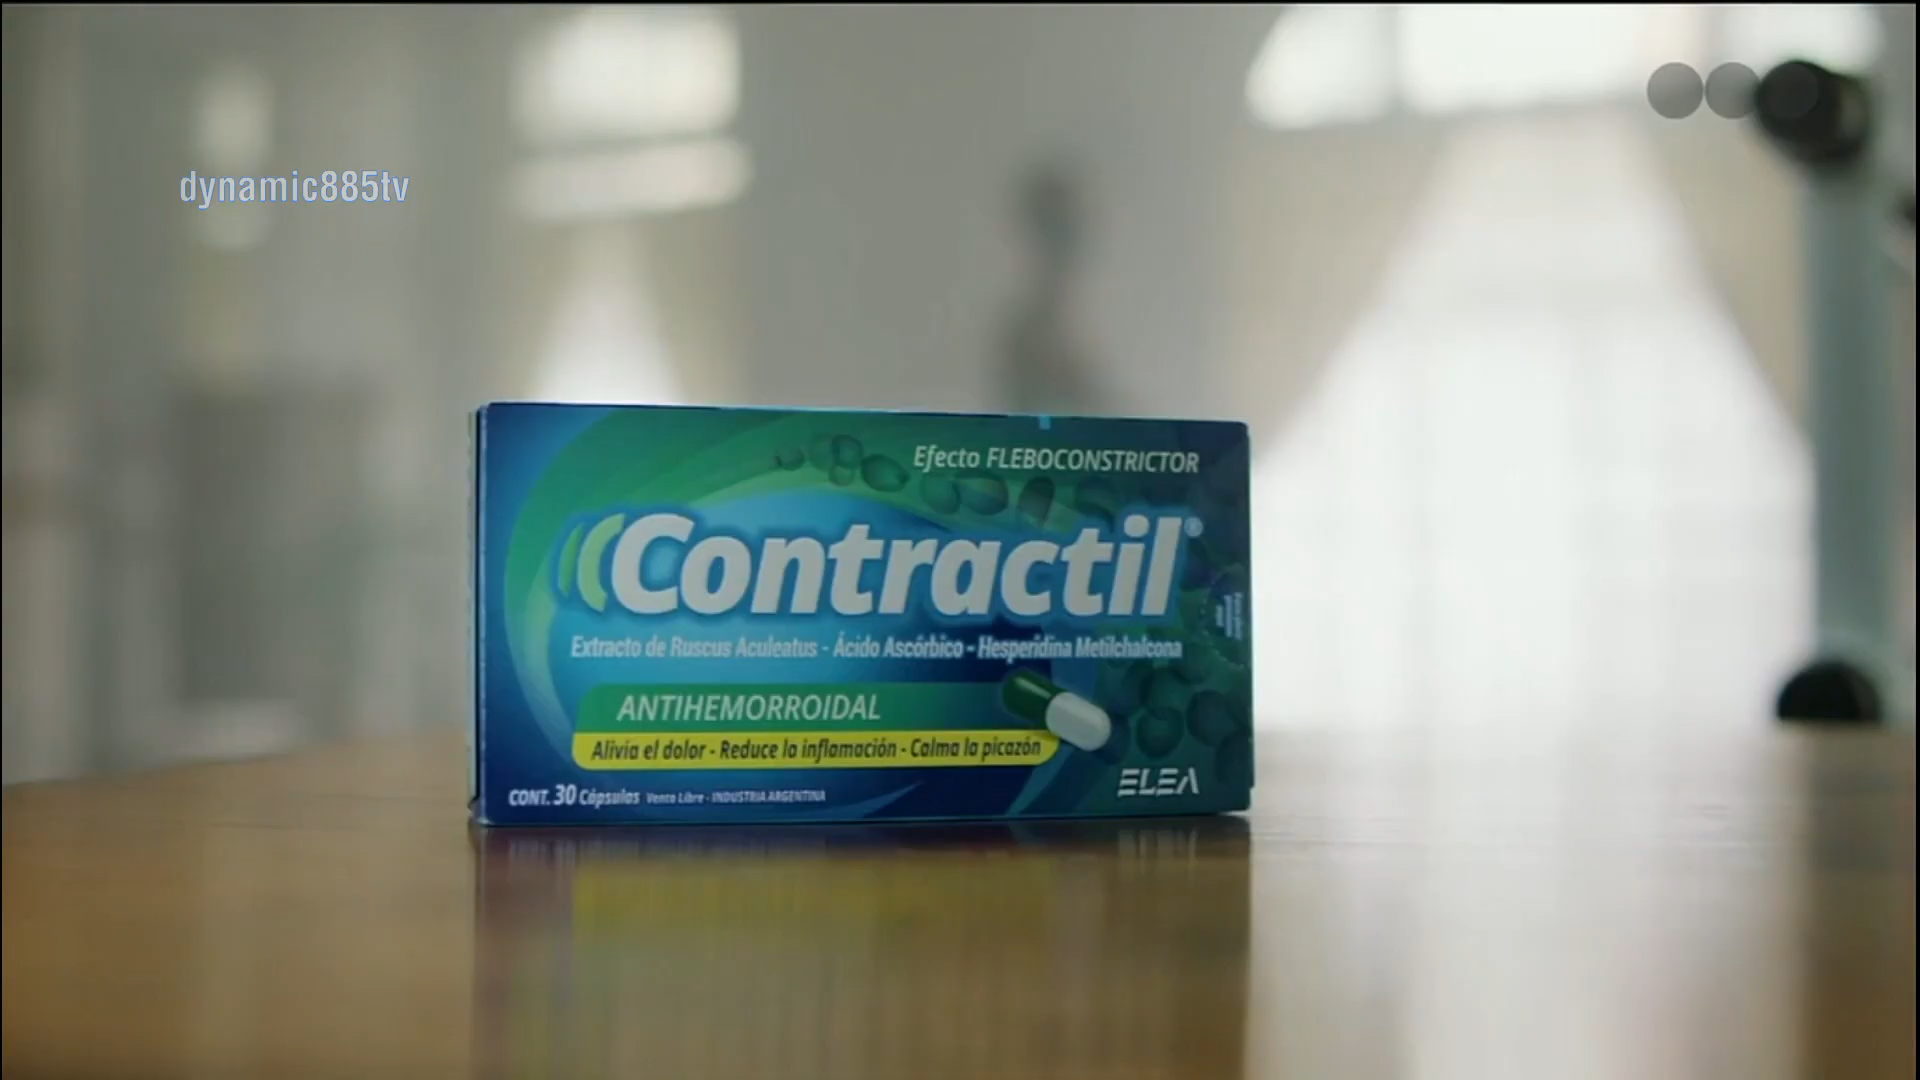 dynamic885tv
Efecto FLEBOCONSTRICTOR
Contractil®
Extracto de Ruscus Aculeatus - Ácido Ascórbico - Hesperidina Metilchalcona
ANTIHEMORROIDAL
Alivia el dolor - Reduce la inflamación - Calma la picazón
CONT. 30 Cápsulas Venta Libre - INDUSTRIA ARGENTINA
ELEA